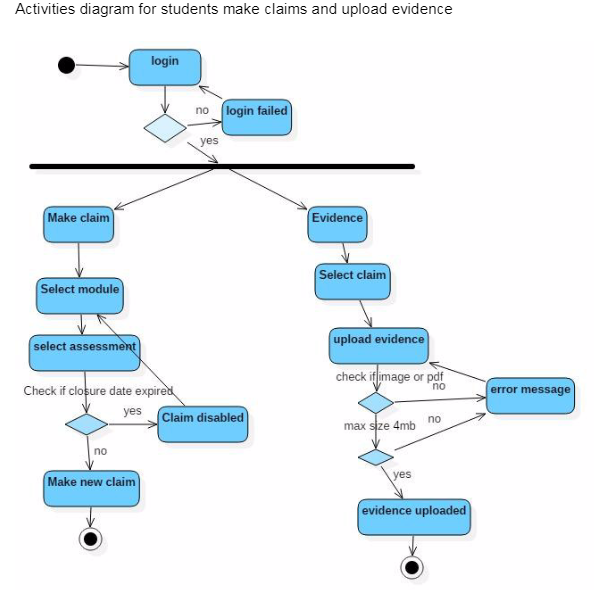 Activities diagram for students make claims and upload evidence
login
no
login failed
yes
Make claim
Evidence
Select module
Select claim
select assessment
upload evidence
Check if closure date expired
check if image or pdf
no
error message
yes
Claim disabled
max size 4mb
no
no
yes
Make new claim
evidence uploaded